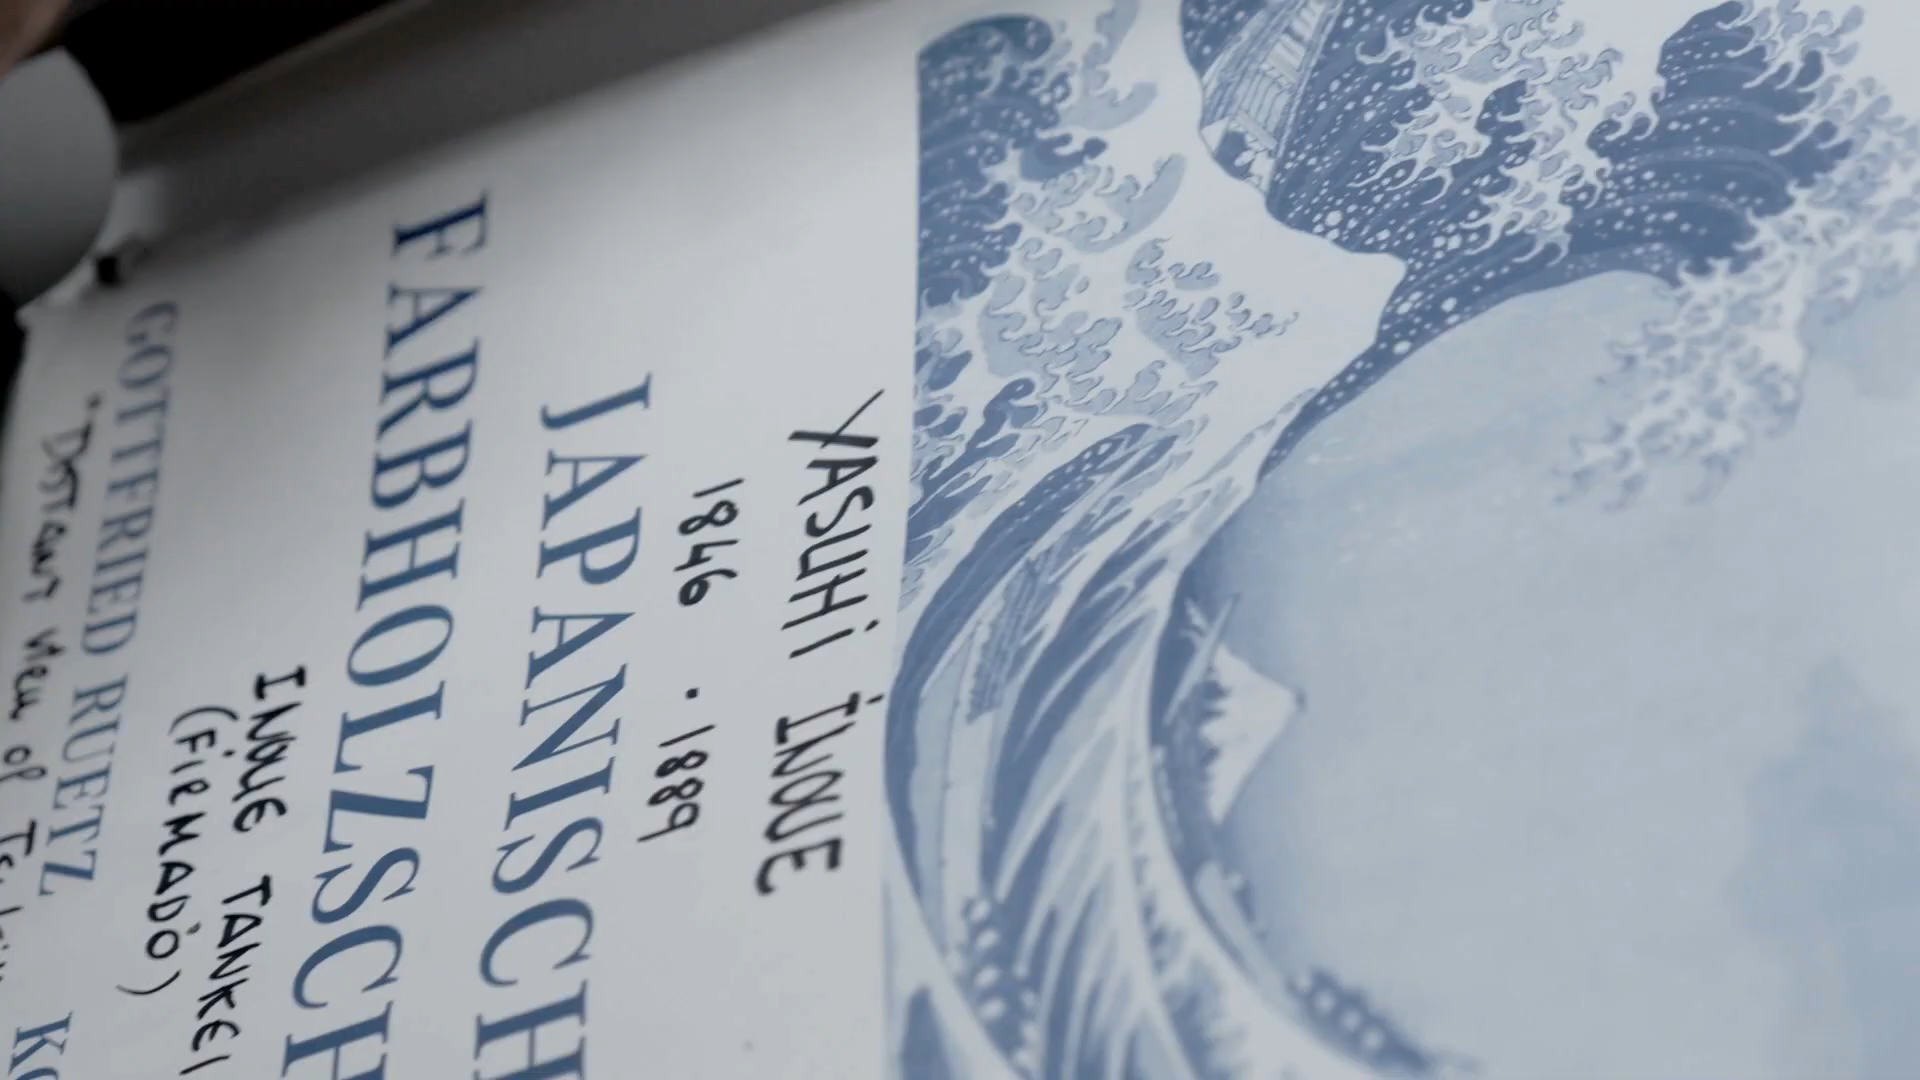 YASUHi iNOUE
1846 · 1889
JAPANISCH
FARBHOLZSCH
INOUE TANKEI
(FiRMADO)
GOTTFRIED RUETZ
"DISTANT View of